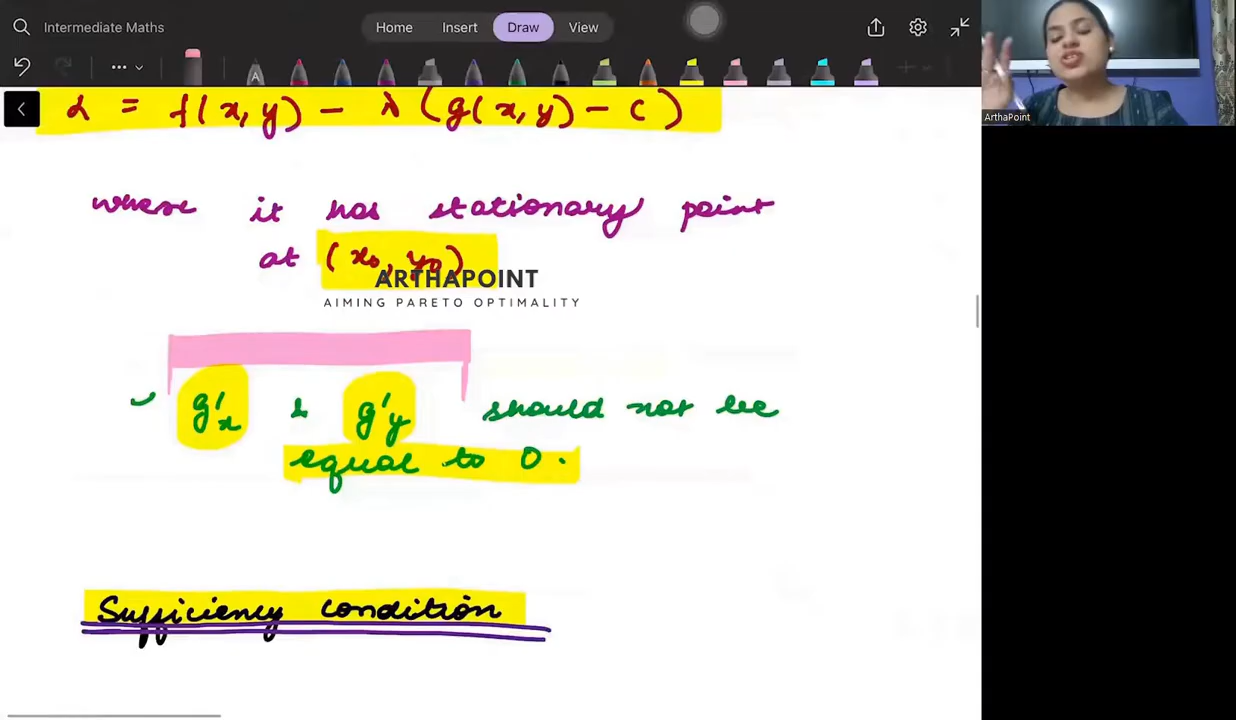 Intermediate Maths
Home Insert Draw View
A
L = f(x, y) - λ (g(x, y) - c)
ArthaPoint
where it has stationary point
at (x₀, y₀)
ARTHAPOINT
AIMING PARETO OPTIMALITY
g'x & g'y should not be
equal to 0.
Sufficiency condition